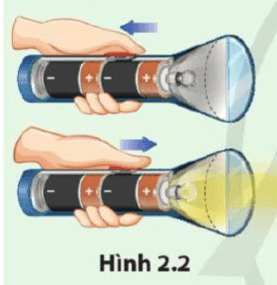 − + − +
− + − +
Hình 2.2